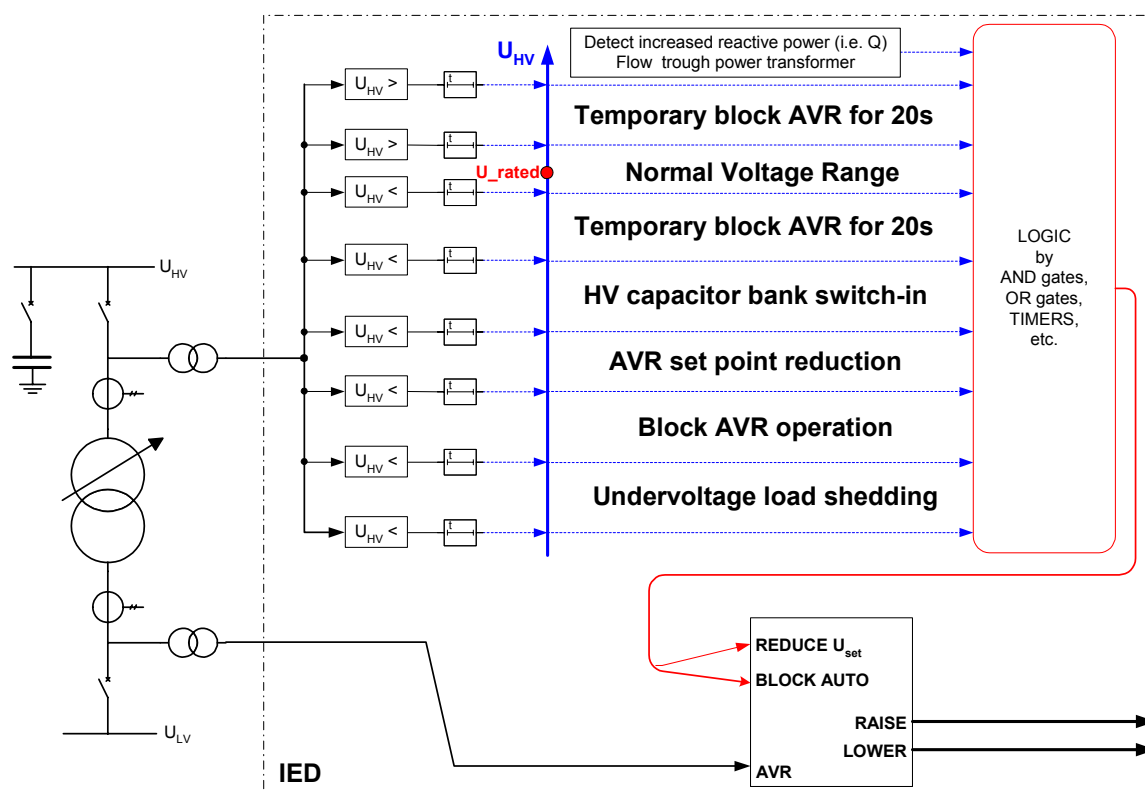 U_HV
Detect increased reactive power (i.e. Q)
Flow trough power transformer
U_HV >
t
Temporary block AVR for 20s
U_HV >
t
U_rated
Normal Voltage Range
U_HV <
t
Temporary block AVR for 20s
U_HV <
t
HV capacitor bank switch-in
U_HV <
t
AVR set point reduction
U_HV <
t
Block AVR operation
U_HV <
t
Undervoltage load shedding
U_HV <
t
LOGIC
by
AND gates,
OR gates,
TIMERS,
etc.
U_HV
U_LV
IED
REDUCE U_set
BLOCK AUTO
RAISE
LOWER
AVR